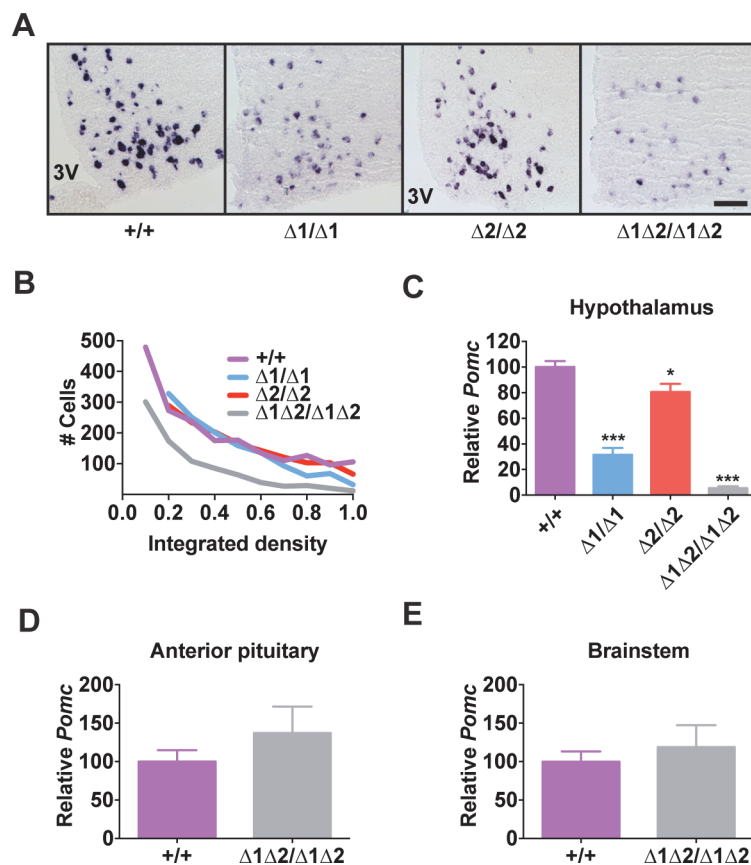 A
3V
3V
+/+
Δ1/Δ1
Δ2/Δ2
Δ1Δ2/Δ1Δ2
B
500
400
300
200
100
# Cells
0.0
0.2
0.4
0.6
0.8
1.0
Integrated density
+/+
Δ1/Δ1
Δ2/Δ2
Δ1Δ2/Δ1Δ2
C
Hypothalamus
Relative Pomc
120
100
80
60
40
20
0
***
*
***
+/+
Δ1/Δ1
Δ2/Δ2
Δ1Δ2/Δ1Δ2
D
Anterior pituitary
Relative Pomc
200
150
100
50
0
+/+
Δ1Δ2/Δ1Δ2
E
Brainstem
Relative Pomc
200
150
100
50
0
+/+
Δ1Δ2/Δ1Δ2